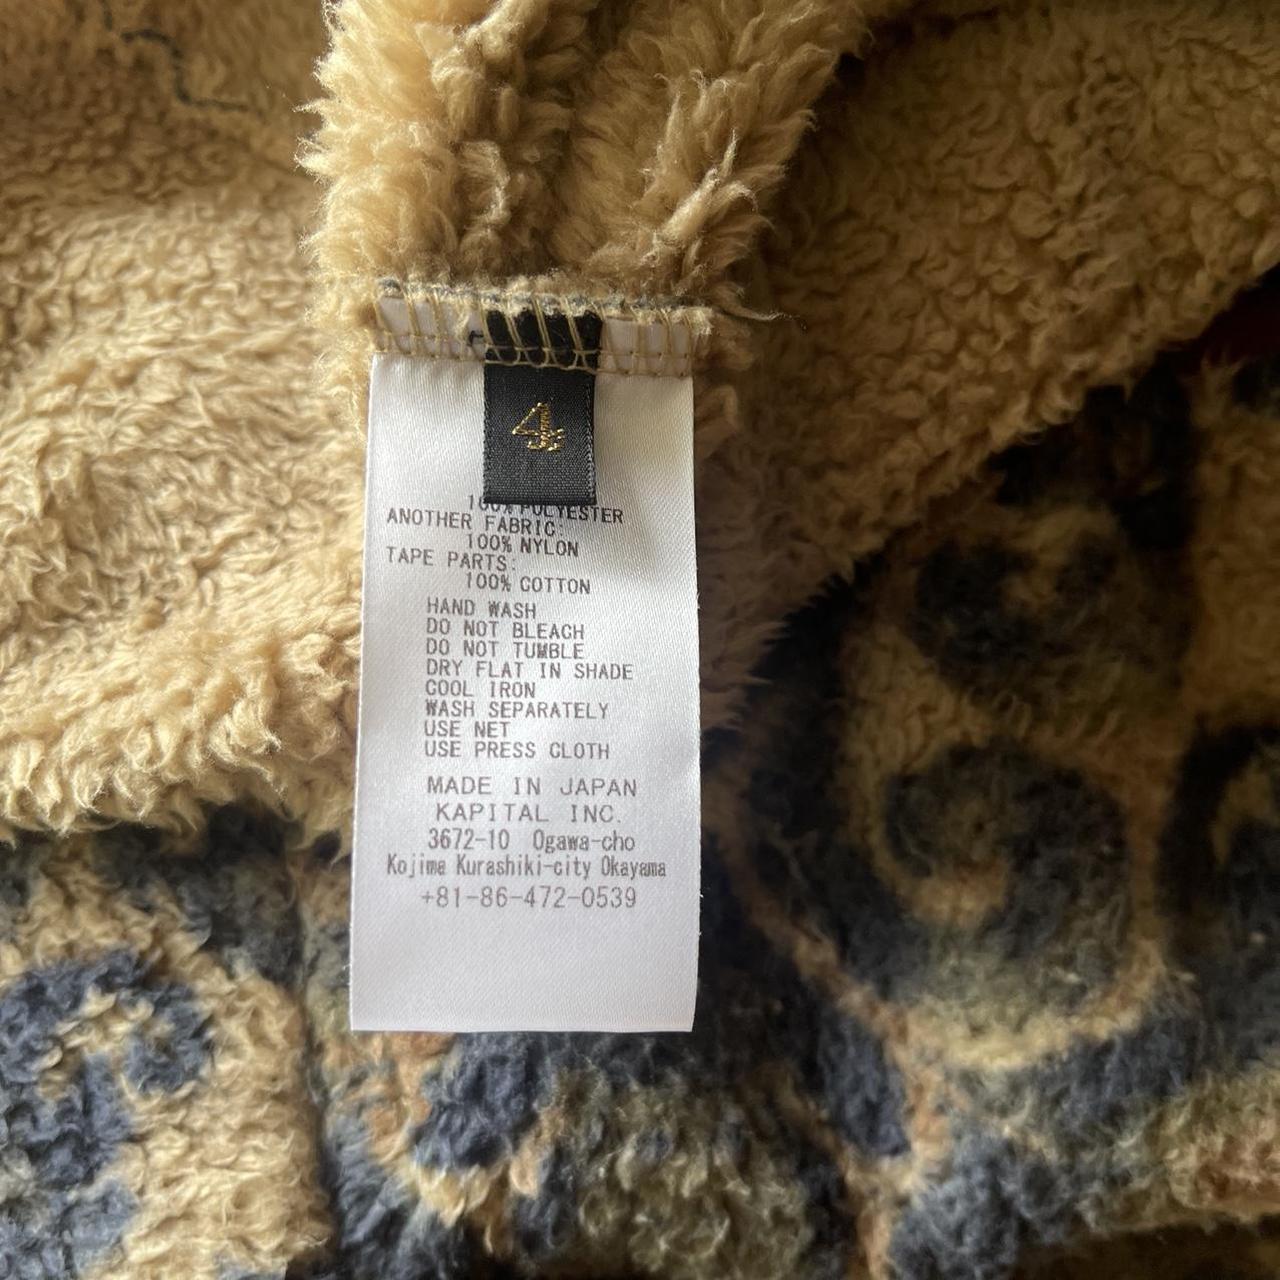 4
100% POLYESTER
ANOTHER FABRIC:
100% NYLON
TAPE PARTS:
100% COTTON
HAND WASH
DO NOT BLEACH
DO NOT TUMBLE
DRY FLAT IN SHADE
COOL IRON
WASH SEPARATELY
USE NET
USE PRESS CLOTH
MADE IN JAPAN
KAPITAL INC.
3672-10 Ogawa-cho
Kojima Kurashiki-city Okayama
+81-86-472-0539